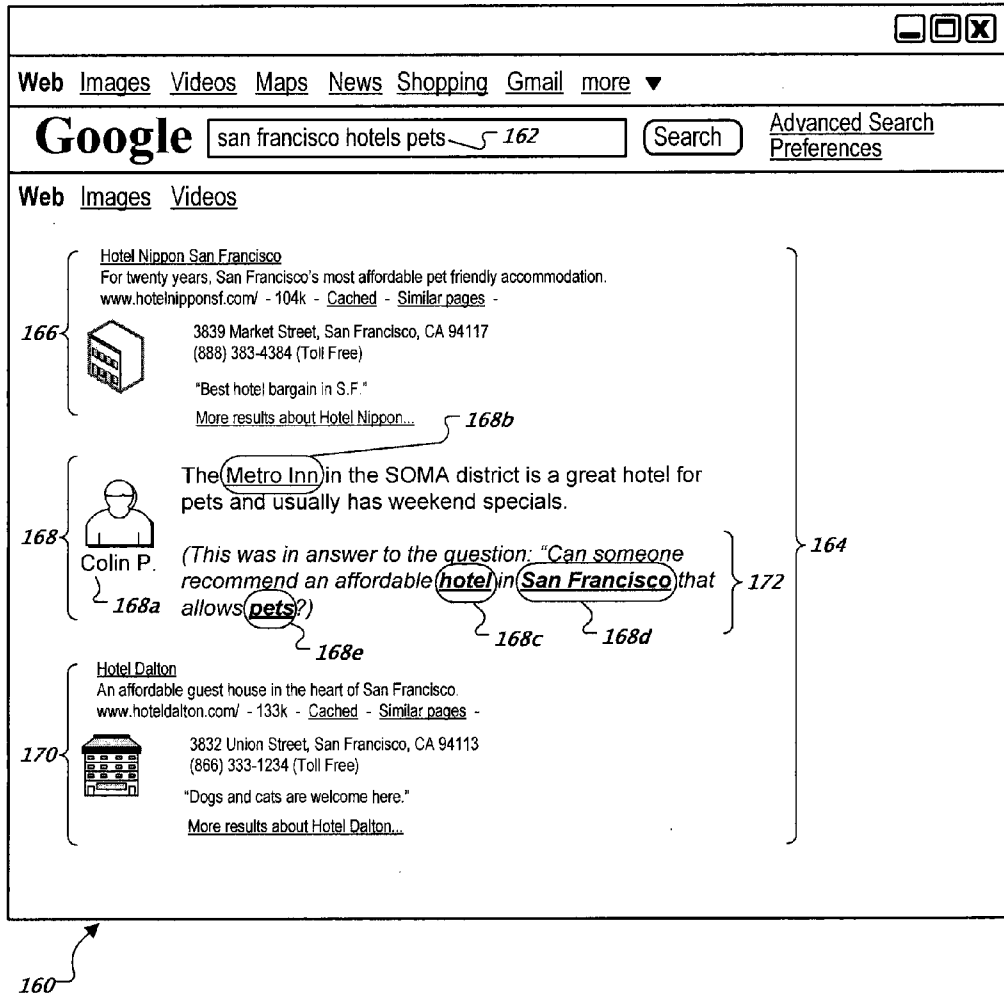 Web Images Videos Maps News Shopping Gmail more ▼
Google san francisco hotels pets 162 Search Advanced Search
Preferences
Web Images Videos
Hotel Nippon San Francisco
For twenty years, San Francisco's most affordable pet friendly accommodation.
www.hotelnipponsf.com/ - 104k - Cached - Similar pages -
166
3839 Market Street, San Francisco, CA 94117
(888) 383-4384 (Toll Free)
"Best hotel bargain in S.F."
More results about Hotel Nippon...
168b
The Metro Inn in the SOMA district is a great hotel for
pets and usually has weekend specials.
168
Colin P.
168a
(This was in answer to the question: "Can someone
recommend an affordable hotel in San Francisco that
allows pets?)
172
164
168c
168d
168e
Hotel Dalton
An affordable guest house in the heart of San Francisco.
www.hoteldalton.com/ - 133k - Cached - Similar pages -
170
3832 Union Street, San Francisco, CA 94113
(866) 333-1234 (Toll Free)
"Dogs and cats are welcome here."
More results about Hotel Dalton...
160